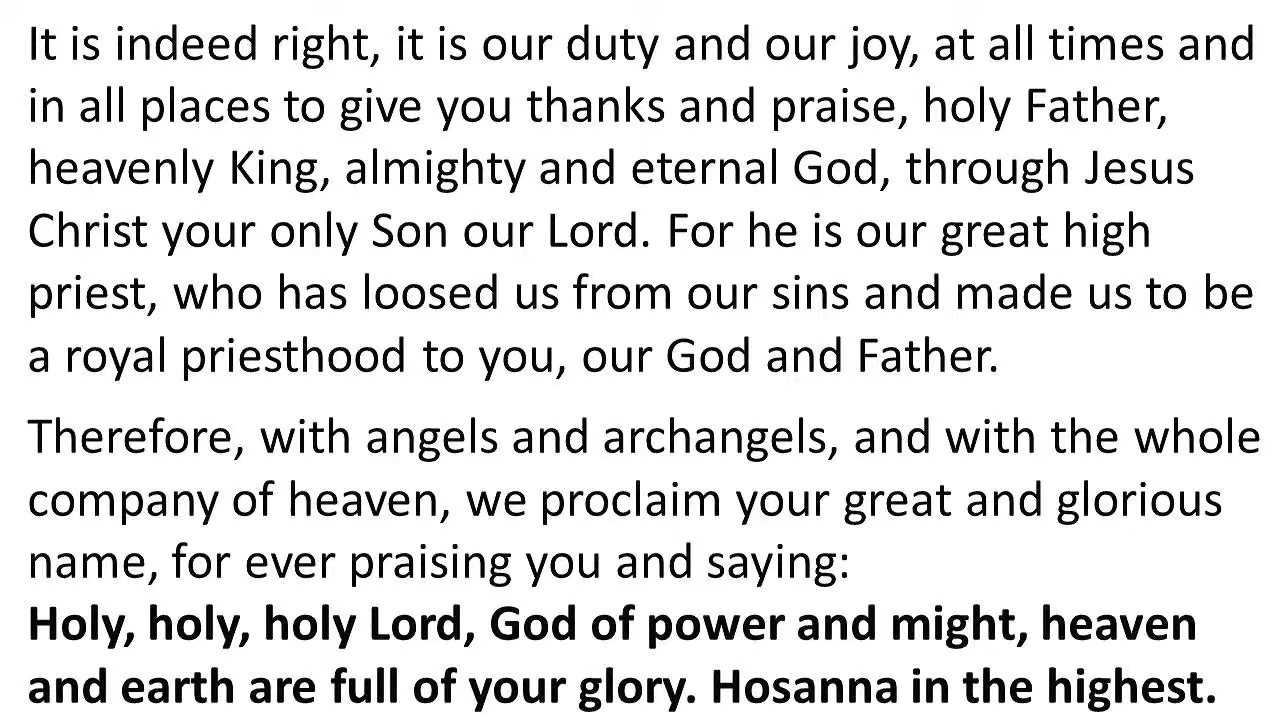 It is indeed right, it is our duty and our joy, at all times and
in all places to give you thanks and praise, holy Father,
heavenly King, almighty and eternal God, through Jesus
Christ your only Son our Lord. For he is our great high
priest, who has loosed us from our sins and made us to be
a royal priesthood to you, our God and Father.
Therefore, with angels and archangels, and with the whole
company of heaven, we proclaim your great and glorious
name, for ever praising you and saying:
Holy, holy, holy Lord, God of power and might, heaven
and earth are full of your glory. Hosanna in the highest.